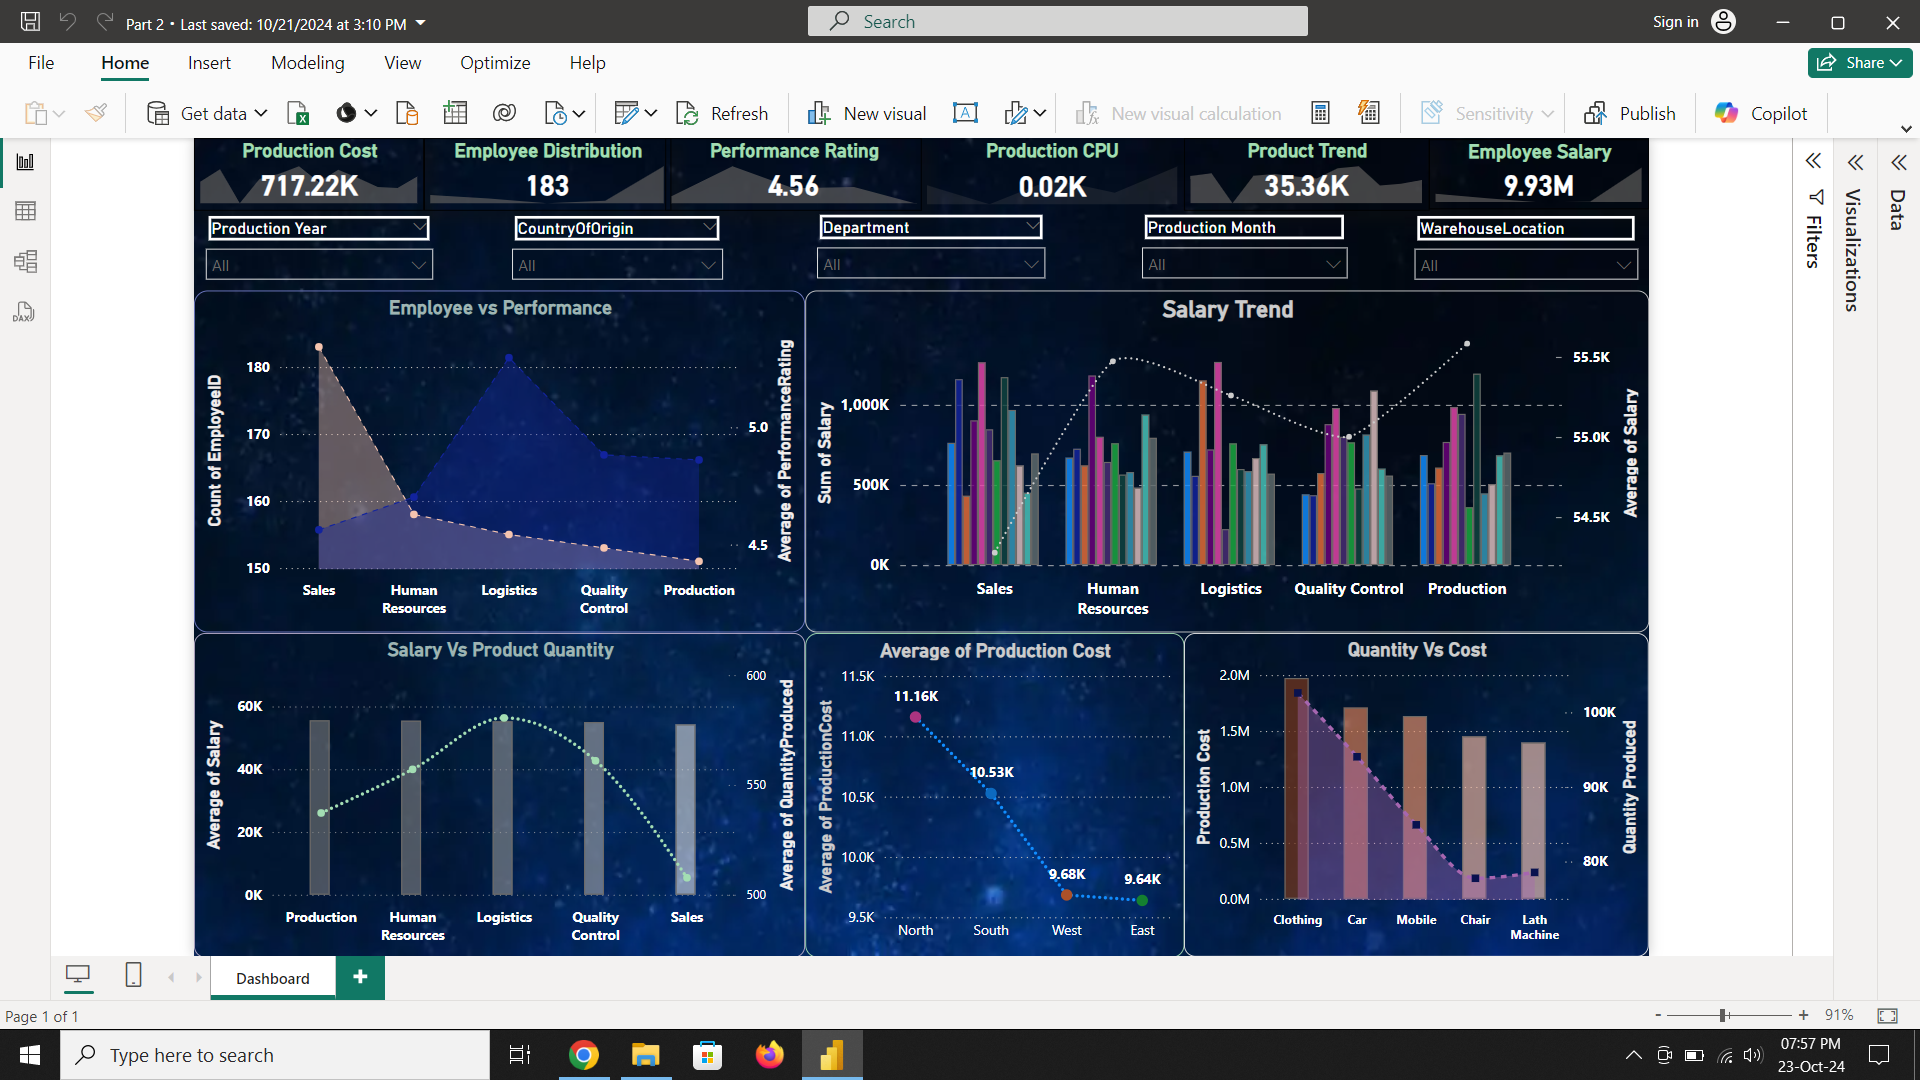 Part 2 • Last saved: 10/21/2024 at 3:10 PM
Search
Sign in
File
Home
Insert
Modeling
View
Optimize
Help
Share
Get data
Refresh
New visual
New visual calculation
Sensitivity
Publish
Copilot
Production Cost
717.22K
Employee Distribution
183
Performance Rating
4.56
Production CPU
0.02K
Product Trend
35.36K
Employee Salary
9.93M
Production Year
All
CountryOfOrigin
All
Department
All
Production Month
All
WarehouseLocation
All
Filters
Visualizations
Data
DAX
Employee vs Performance
Count of EmployeeID
180
170
160
150
Average of PerformanceRating
5.0
4.5
Sales
Human
Resources
Logistics
Quality
Control
Production
Salary Trend
Sum of Salary
1,000K
500K
0K
Average of Salary
55.5K
55.0K
54.5K
Sales
Human
Resources
Logistics
Quality Control
Production
Salary Vs Product Quantity
Average of Salary
60K
40K
20K
0K
Average of QuantityProduced
600
550
500
Production
Human
Resources
Logistics
Quality
Control
Sales
Average of Production Cost
Average of ProductionCost
11.5K
11.0K
10.5K
10.0K
9.5K
11.16K
10.53K
9.68K
9.64K
North
South
West
East
Quantity Vs Cost
Production Cost
2.0M
1.5M
1.0M
0.5M
0.0M
Quantity Produced
100K
90K
80K
Clothing
Car
Mobile
Chair
Lath
Machine
Dashboard
Page 1 of 1
91%
Type here to search
07:57 PM
23-Oct-24